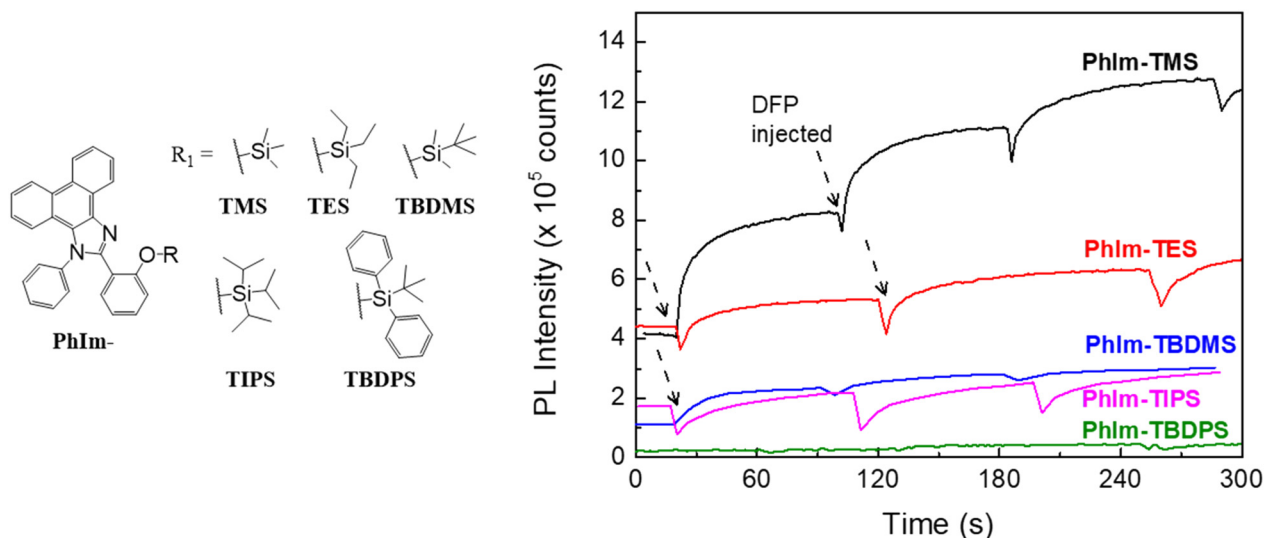 R₁ =
Si
Si
Si
TMS
TES
TBDMS
N
N
O-R
PhIm-
Si
Si
TIPS
TBDPS
PL Intensity (x 10⁵ counts)
14
12
10
8
6
4
2
0
PhIm-TMS
DFP
injected
PhIm-TES
PhIm-TBDMS
PhIm-TIPS
PhIm-TBDPS
0
60
120
180
240
300
Time (s)